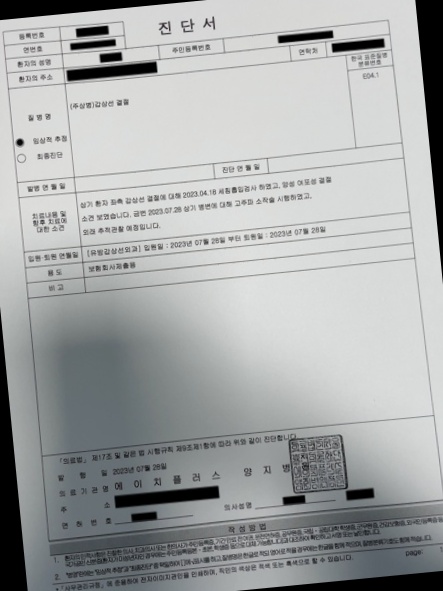 진단서
등록번호
연번호
환자의 성명
주민등록번호
환자의 주소
연락처
한국 표준질병
분류번호
질 병 명
(주상병)갑상선 결절
E04.1
임상적 추정
최종진단
발병 연월일
진단 연월일
치료내용 및
향후 치료에
대한 소견
상기 환자 좌측 갑상선 결절에 대해 2023.04.18 세침흡입검사 하였고, 양성 여포성 결절
소견 보였습니다. 금번 2023.07.28 상기 병변에 대해 고주파 소작술 시행하였고,
외래 추적관찰 예정입니다.
입원·퇴원 연월일
[유방갑상선외과] 입원일 : 2023년 07월 28일 부터 퇴원일 : 2023년 07월 28일
용 도
보험회사제출용
비 고
「의료법」 제17조 및 같은 법 시행규칙 제9조제1항에 따라 위와 같이 진단합니다.
발 행 일 2023년 07월 28일
의료기관명 에이치플러스 양지병
주 소
면허번호
의사성명
작성방법
page: